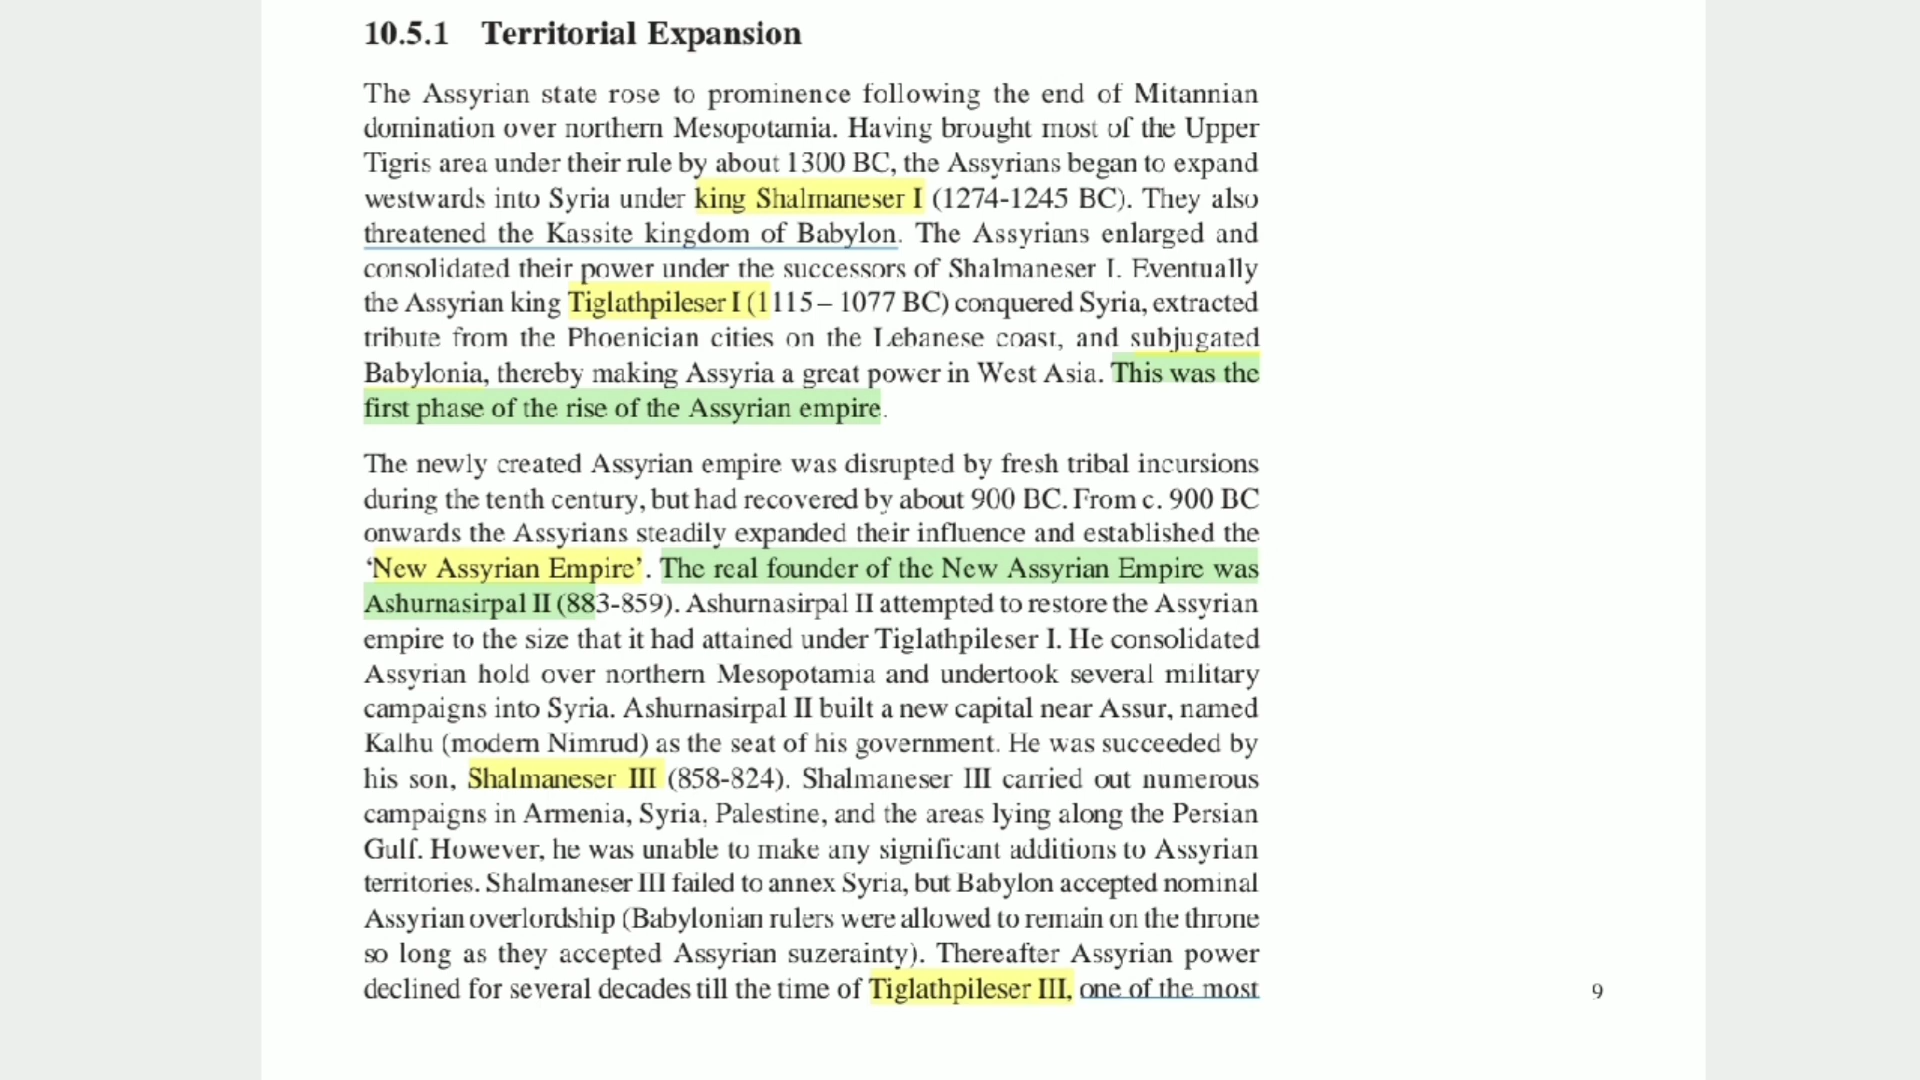 10.5.1 Territorial Expansion
The Assyrian state rose to prominence following the end of Mitannian
domination over northern Mesopotamia. Having brought most of the Upper
Tigris area under their rule by about 1300 BC, the Assyrians began to expand
westwards into Syria under king Shalmaneser I (1274-1245 BC). They also
threatened the Kassite kingdom of Babylon. The Assyrians enlarged and
consolidated their power under the successors of Shalmaneser I. Eventually
the Assyrian king Tiglathpileser I (1115– 1077 BC) conquered Syria, extracted
tribute from the Phoenician cities on the Lebanese coast, and subjugated
Babylonia, thereby making Assyria a great power in West Asia. This was the
first phase of the rise of the Assyrian empire.
The newly created Assyrian empire was disrupted by fresh tribal incursions
during the tenth century, but had recovered by about 900 BC. From c. 900 BC
onwards the Assyrians steadily expanded their influence and established the
‘New Assyrian Empire’. The real founder of the New Assyrian Empire was
Ashurnasirpal II (883-859). Ashurnasirpal II attempted to restore the Assyrian
empire to the size that it had attained under Tiglathpileser I. He consolidated
Assyrian hold over northern Mesopotamia and undertook several military
campaigns into Syria. Ashurnasirpal II built a new capital near Assur, named
Kalhu (modern Nimrud) as the seat of his government. He was succeeded by
his son, Shalmaneser III (858-824). Shalmaneser III carried out numerous
campaigns in Armenia, Syria, Palestine, and the areas lying along the Persian
Gulf. However, he was unable to make any significant additions to Assyrian
territories. Shalmaneser III failed to annex Syria, but Babylon accepted nominal
Assyrian overlordship (Babylonian rulers were allowed to remain on the throne
so long as they accepted Assyrian suzerainty). Thereafter Assyrian power
declined for several decades till the time of Tiglathpileser III, one of the most
9